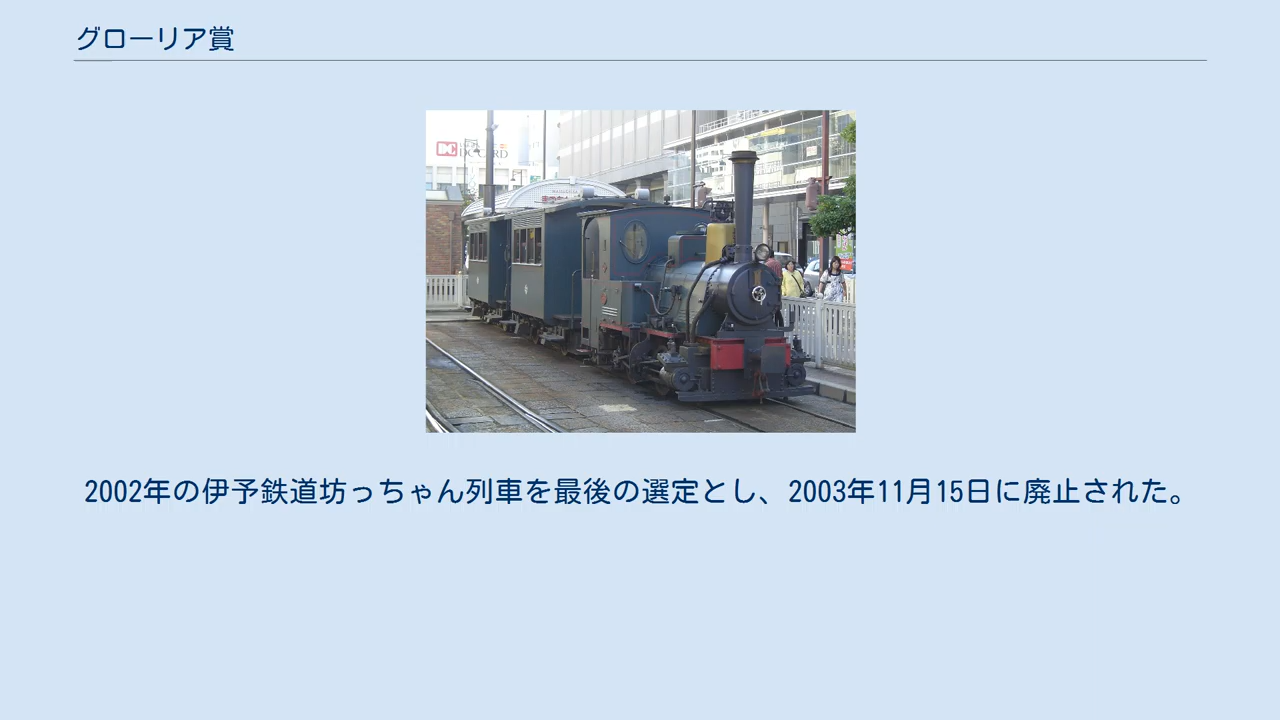 グローリア賞
DC CARD
2002年の伊予鉄道坊っちゃん列車を最後の選定とし、2003年11月15日に廃止された。